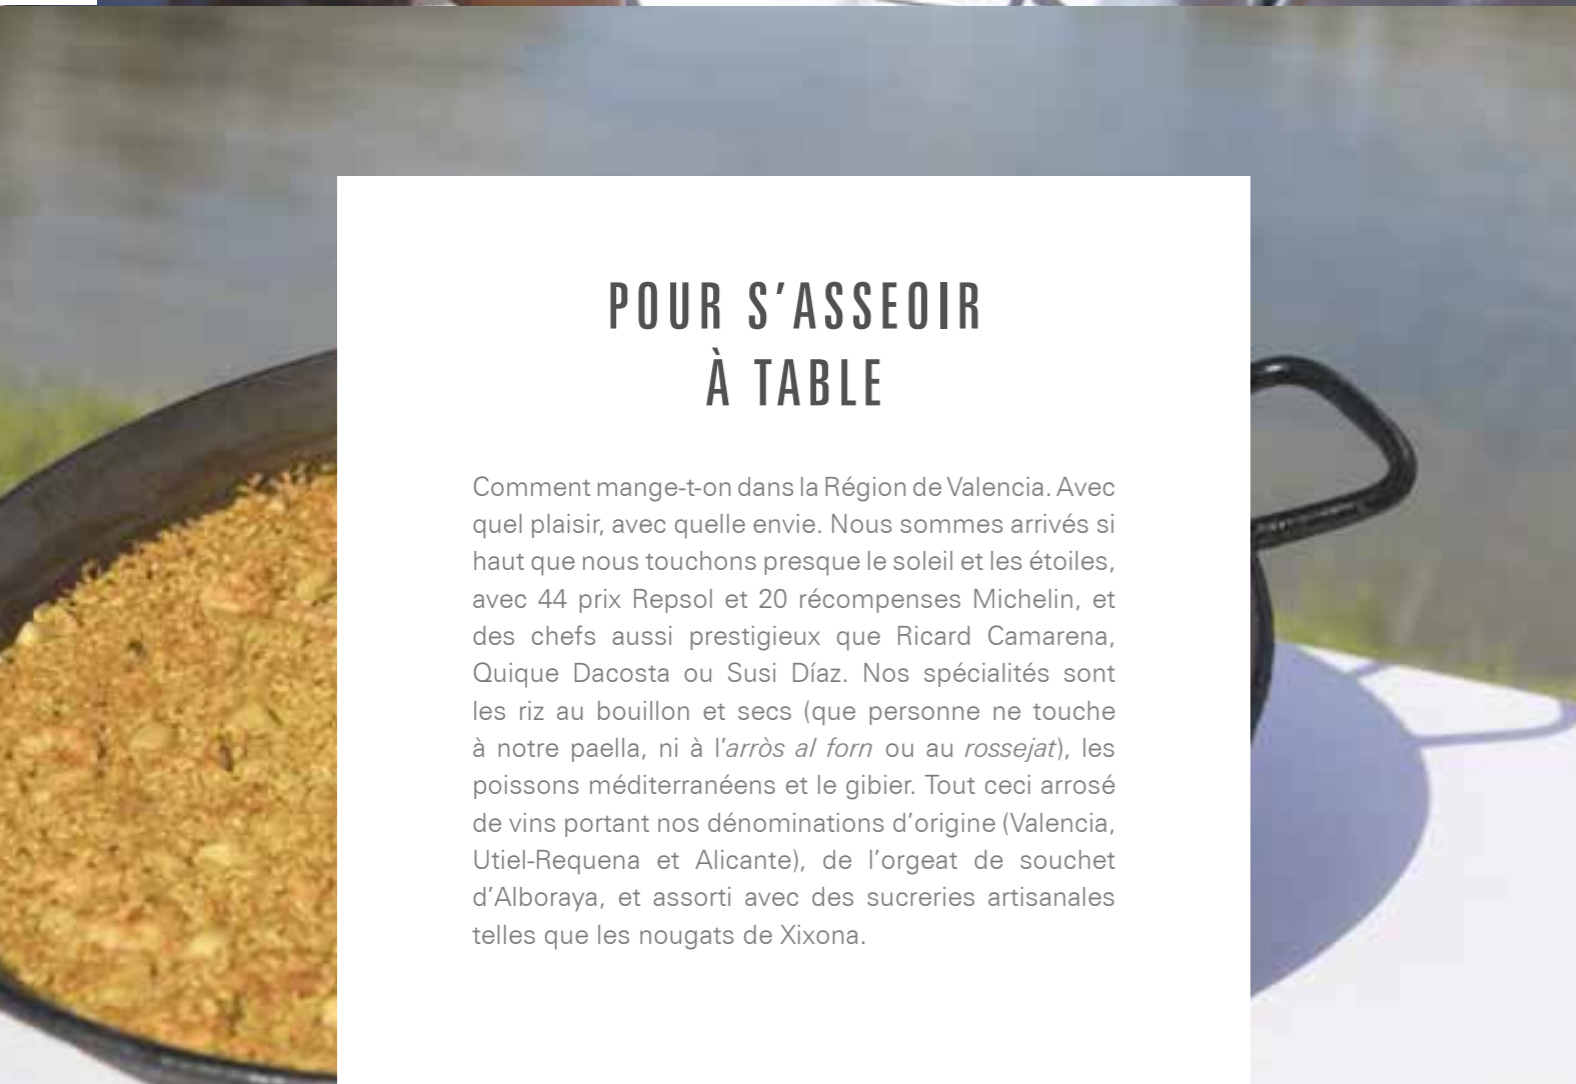 POUR S'ASSEOIR
À TABLE
Comment mange-t-on dans la Région de Valencia. Avec
quel plaisir, avec quelle envie. Nous sommes arrivés si
haut que nous touchons presque le soleil et les étoiles,
avec 44 prix Repsol et 20 récompenses Michelin, et
des chefs aussi prestigieux que Ricard Camarena,
Quique Dacosta ou Susi Díaz. Nos spécialités sont
les riz au bouillon et secs (que personne ne touche
à notre paella, ni à l'arròs al forn ou au rossejat), les
poissons méditerranéens et le gibier. Tout ceci arrosé
de vins portant nos dénominations d'origine (Valencia,
Utiel-Requena et Alicante), de l'orgeat de souchet
d'Alboraya, et assorti avec des sucreries artisanales
telles que les nougats de Xixona.